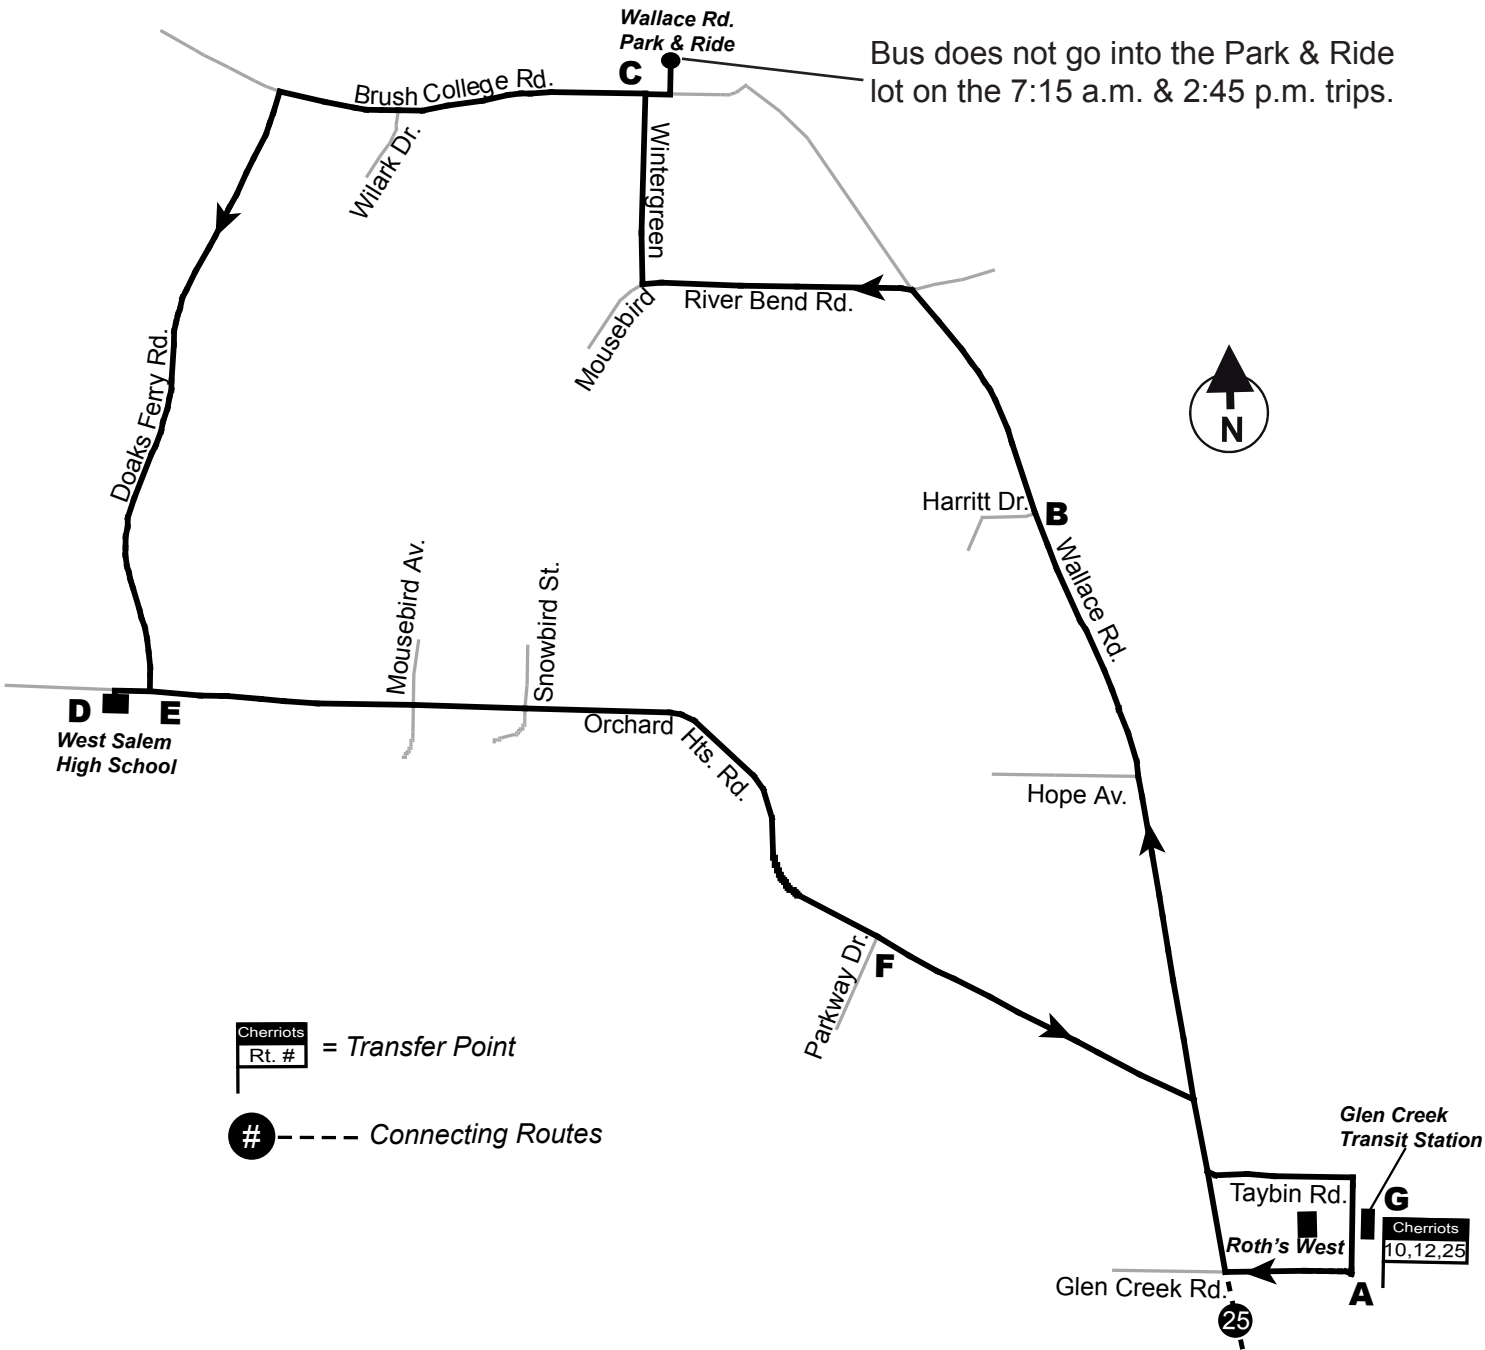 Wallace Rd.
Park & Ride
C
Bus does not go into the Park & Ride
lot on the 7:15 a.m. & 2:45 p.m. trips.
Brush College Rd.
Wilark Dr.
Wintergreen
River Bend Rd.
Mousebird
Doaks Ferry Rd.
N
Harritt Dr.
B
Wallace Rd.
Mousebird Av.
Snowbird St.
D
E
West Salem
High School
Orchard
Hts. Rd.
Hope Av.
Parkway Dr.
F
Cherriots
Rt. #
= Transfer Point
#
Connecting Routes
Glen Creek
Transit Station
Taybin Rd.
G
Roth's West
Cherriots
10,12,25
Glen Creek Rd.
A
25